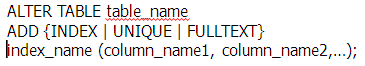 ALTER TABLE table_name
ADD {INDEX | UNIQUE | FULLTEXT}
index_name (column_name1, column_name2,...);